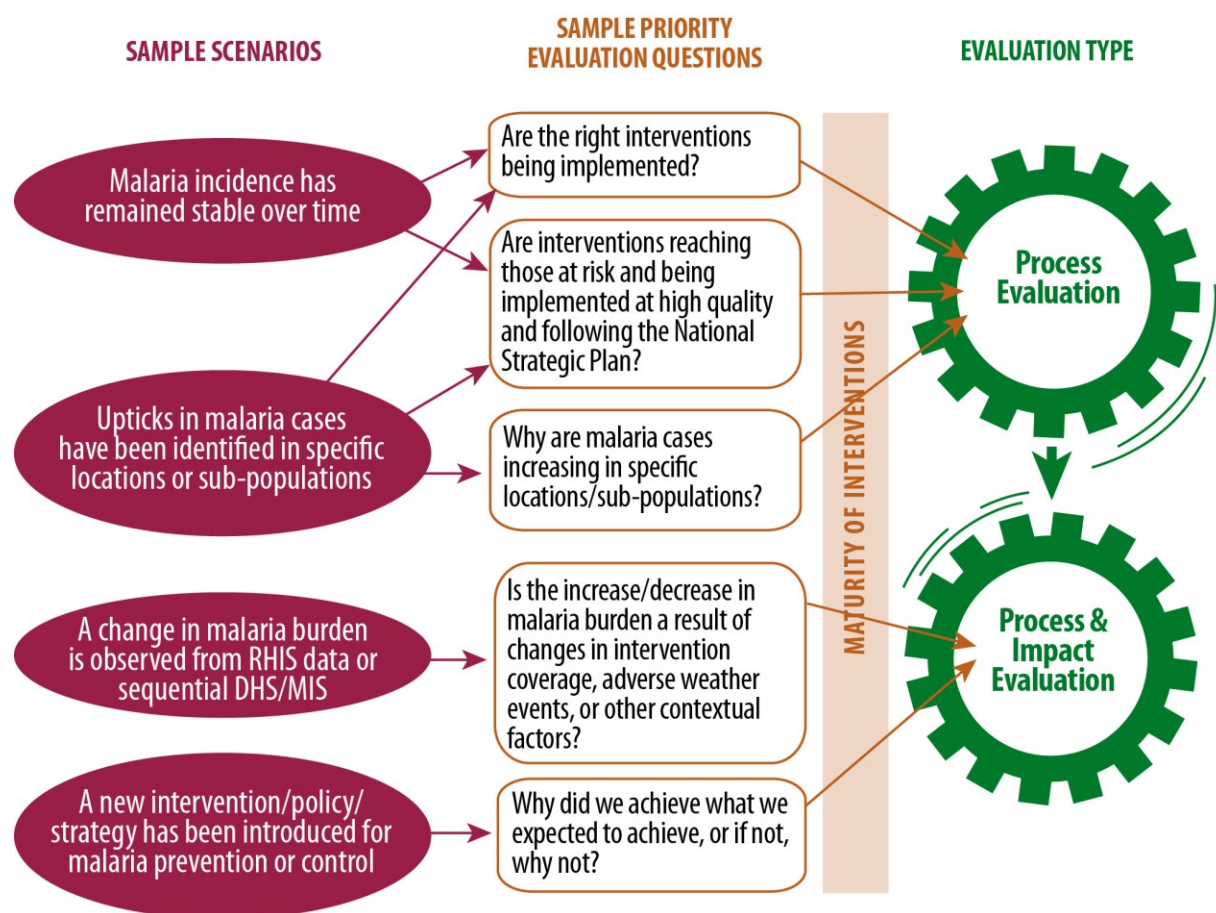 SAMPLE SCENARIOS
SAMPLE PRIORITY
EVALUATION QUESTIONS
EVALUATION TYPE
Malaria incidence has
remained stable over time
Upticks in malaria cases
have been identified in specific
locations or sub-populations
A change in malaria burden
is observed from RHIS data or
sequential DHS/MIS
A new intervention/policy/
strategy has been introduced for
malaria prevention or control
Are the right interventions
being implemented?
Are interventions reaching
those at risk and being
implemented at high quality
and following the National
Strategic Plan?
Why are malaria cases
increasing in specific
locations/sub-populations?
Is the increase/decrease in
malaria burden a result of
changes in intervention
coverage, adverse weather
events, or other contextual
factors?
Why did we achieve what we
expected to achieve, or if not,
why not?
MATURITY OF INTERVENTIONS
Process
Evaluation
Process &
Impact
Evaluation